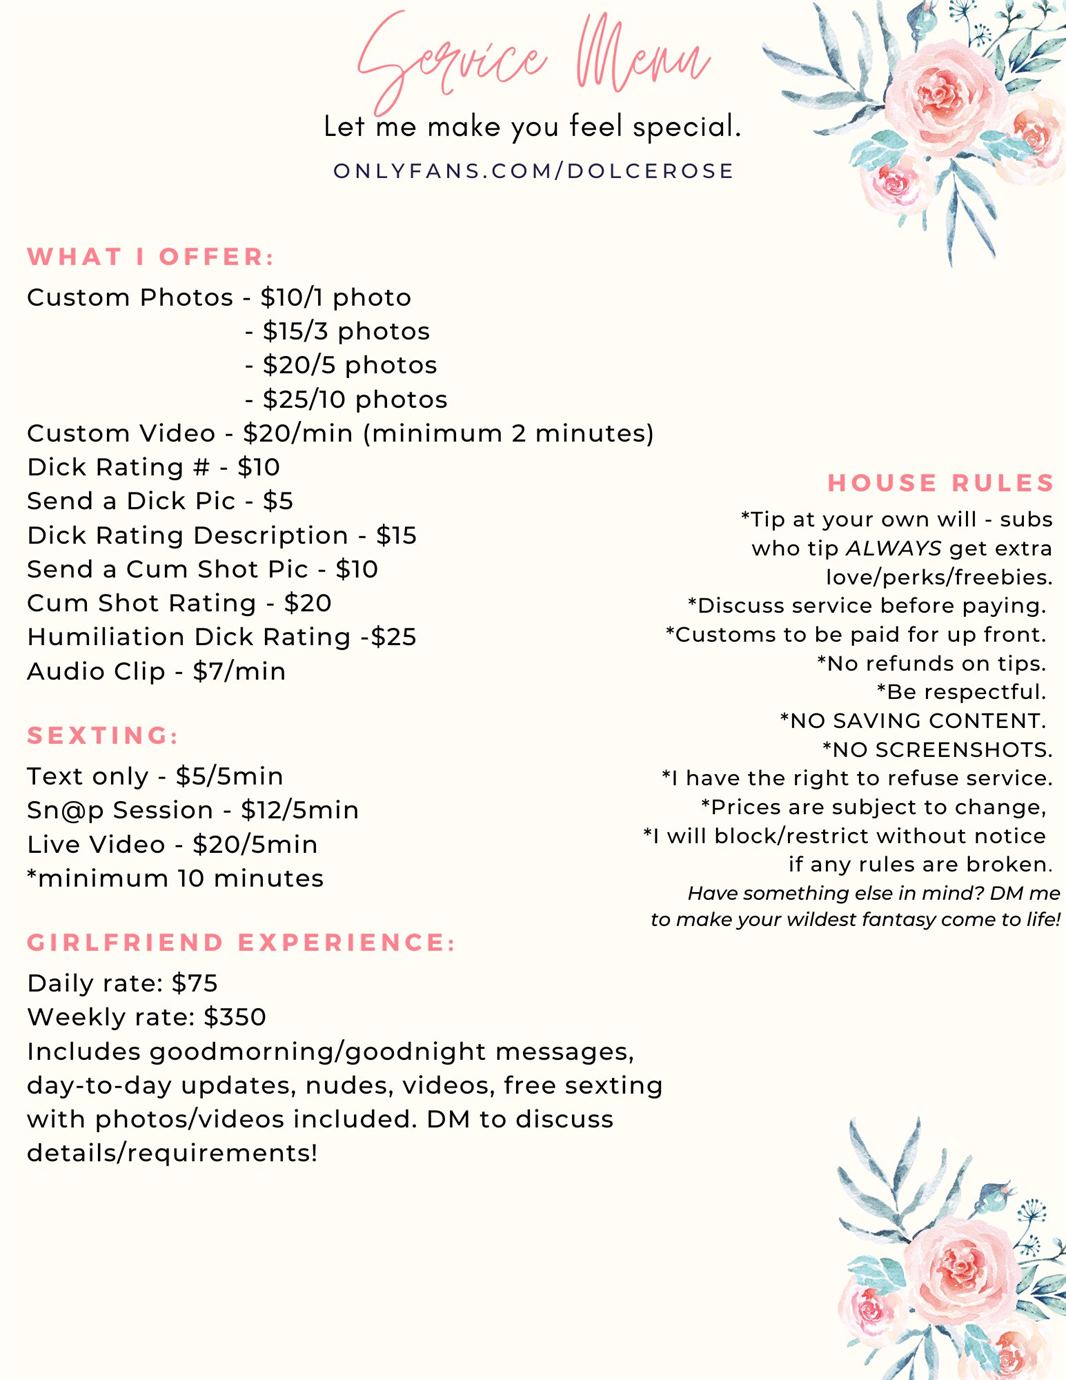 Service Menu
Let me make you feel special.
ONLYFANS.COM/DOLCEROSE
WHAT I OFFER:
Custom Photos - $10/1 photo
- $15/3 photos
- $20/5 photos
- $25/10 photos
Custom Video - $20/min (minimum 2 minutes)
Dick Rating # - $10
Send a Dick Pic - $5
Dick Rating Description - $15
Send a Cum Shot Pic - $10
Cum Shot Rating - $20
Humiliation Dick Rating -$25
Audio Clip - $7/min
SEXTING:
Text only - $5/5min
Sn@p Session - $12/5min
Live Video - $20/5min
*minimum 10 minutes
GIRLFRIEND EXPERIENCE:
Daily rate: $75
Weekly rate: $350
Includes goodmorning/goodnight messages,
day-to-day updates, nudes, videos, free sexting
with photos/videos included. DM to discuss
details/requirements!
HOUSE RULES
*Tip at your own will - subs
who tip ALWAYS get extra
love/perks/freebies.
*Discuss service before paying.
*Customs to be paid for up front.
*No refunds on tips.
*Be respectful.
*NO SAVING CONTENT.
*NO SCREENSHOTS.
*I have the right to refuse service.
*Prices are subject to change,
*I will block/restrict without notice
if any rules are broken.
Have something else in mind? DM me
to make your wildest fantasy come to life!